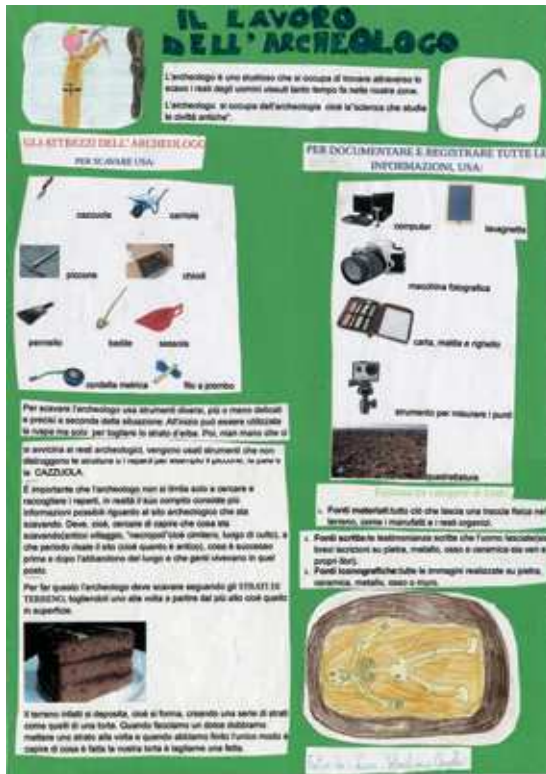 IL LAVORO
DELL'ARCHEOLOGO
L'archeologo è uno studioso che si occupa di trovare attraverso lo
scavo i resti degli uomini vissuti tanto tempo fa nelle nostre zone.
L'archeologo si occupa dell'archeologia cioè la"scienza che studia
le civiltà antiche".
GLI ATTREZZI DELL'ARCHEOLOGO
PER SCAVARE USA:
cazzuola
carriola
piccone
chiodi
pennello
badile
sessola
cordella metrica
filo a piombo
Per scavare l'archeologo usa strumenti diversi, più o meno delicati
e precisi a seconda della situazione. All'inizio può essere utilizzata
la ruspa ma solo per togliere lo strato d'erba. Poi, man mano che ci
si avvicina ai resti archeologici, vengono usati strumenti che non
distruggono le strutture o i reperti per esempio il piccone, la pala o
la CAZZUOLA.
È importante che l'archeologo non si limiti solo a cercare e
raccogliere i reperti, in realtà il suo compito consiste più
informazioni possibili riguardo al sito archeologico che sta
scavando. Deve, cioè, cercare di capire che cosa sta
scavando(antico villaggio, "necropoli"cioè cimitero, luogo di culto), a
che periodo risale il sito (cioè quanto è antico), cosa è successo
prima e dopo l'abbandono del luogo e che genti vivevano in quel
posto.
Per far questo l'archeologo deve scavare seguendo gli STRATI DI
TERRENO, togliendoli uno alla volta a partire dal più alto cioè quello
in superficie.
Il terreno infatti si deposita, cioè si forma, creando una serie di strati
come quelli di una torta. Quando facciamo un dolce dobbiamo
mettere uno strato alla volta e quando abbiamo finito l'unico modo
capire di cosa è fatta la nostra torta è tagliarne una fetta.
PER DOCUMENTARE E REGISTRARE TUTTE LE
INFORMAZIONI, USA:
computer
lavagnetta
macchina fotografica
carta, matita e righello
strumento per misurare i punti
quadrettatura
Fonti materiali:tutto ciò che lascia una traccia fisica nel
terreno, come i manufatti e i resti organici.
Fonti scritte:le testimonianze scritte che l'uomo
brevi iscrizioni su pietra, metallo, osso e ceramica sia veri e
propri libri).
Fonti iconografiche:tutte le immagini realizzate su pietra,
ceramica, metallo, osso o muro.